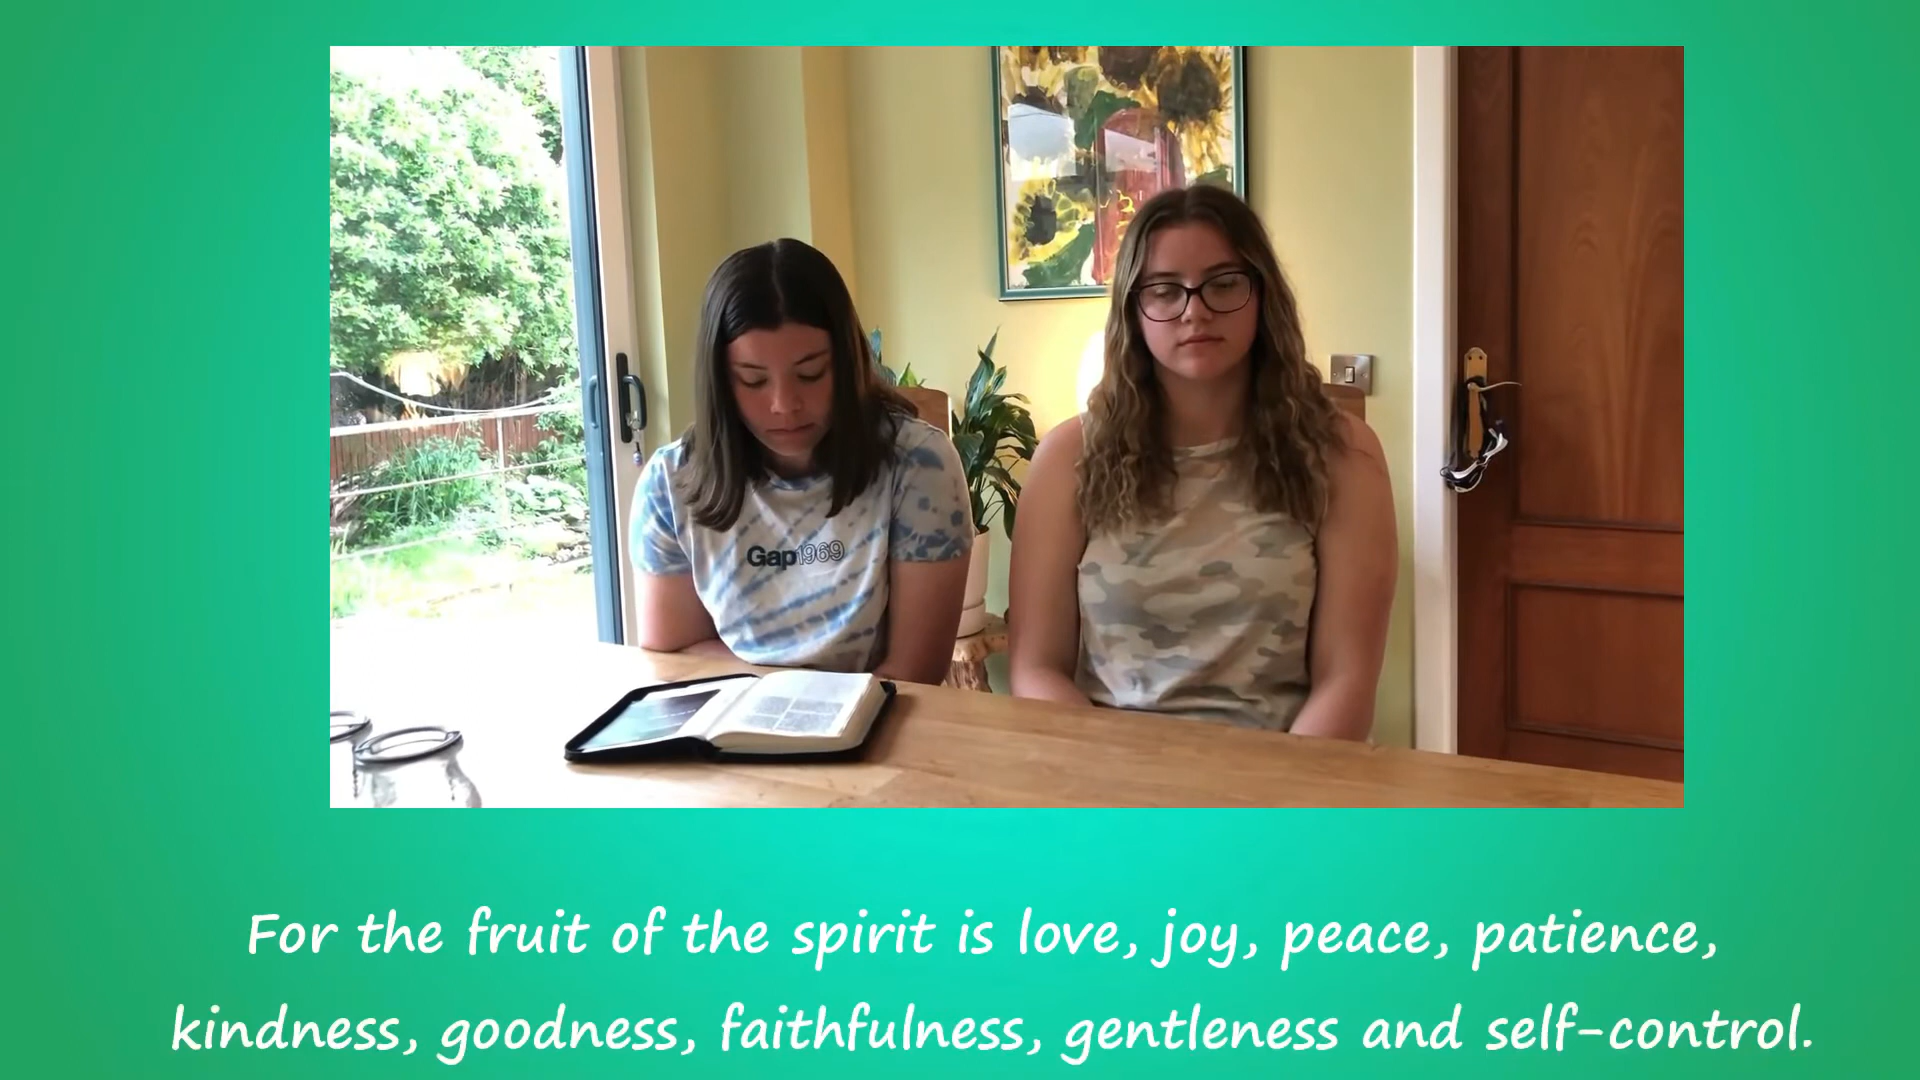 Gap1969
For the fruit of the spirit is love, joy, peace, patience,
kindness, goodness, faithfulness, gentleness and self-control.